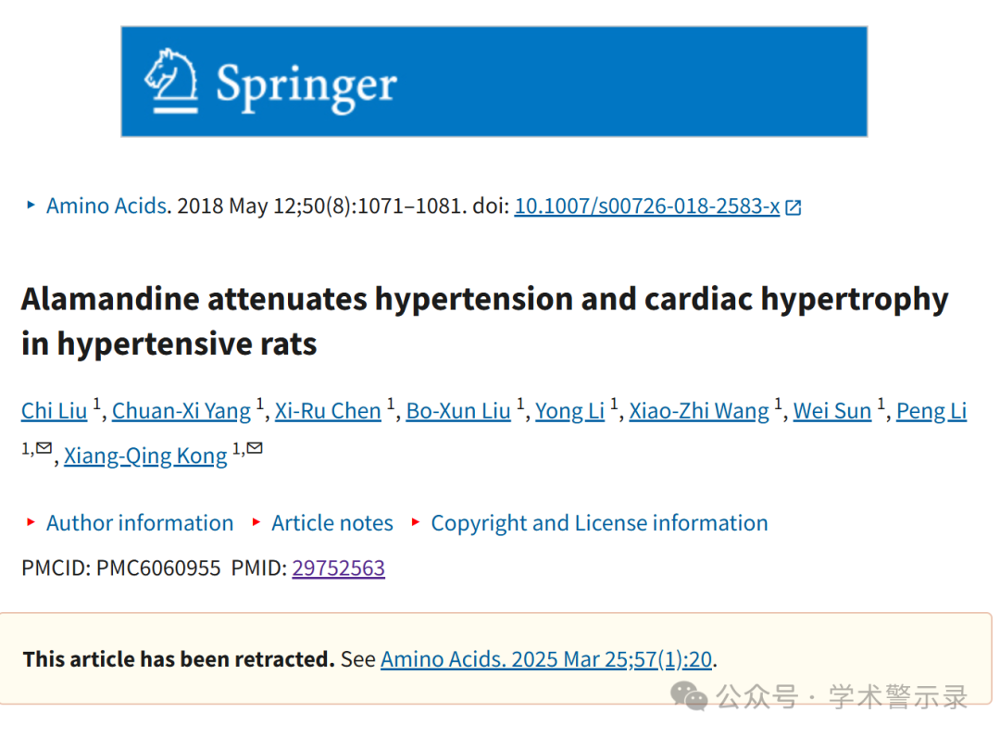 Springer
Amino Acids. 2018 May 12;50(8):1071–1081. doi: 10.1007/s00726-018-2583-x
Alamandine attenuates hypertension and cardiac hypertrophy
in hypertensive rats
Chi Liu 1, Chuan-Xi Yang 1, Xi-Ru Chen 1, Bo-Xun Liu 1, Yong Li 1, Xiao-Zhi Wang 1, Wei Sun 1, Peng Li
1,✉, Xiang-Qing Kong 1,✉
Author information Article notes Copyright and License information
PMCID: PMC6060955 PMID: 29752563
This article has been retracted. See Amino Acids. 2025 Mar 25;57(1):20.
公众号 · 学术警示录